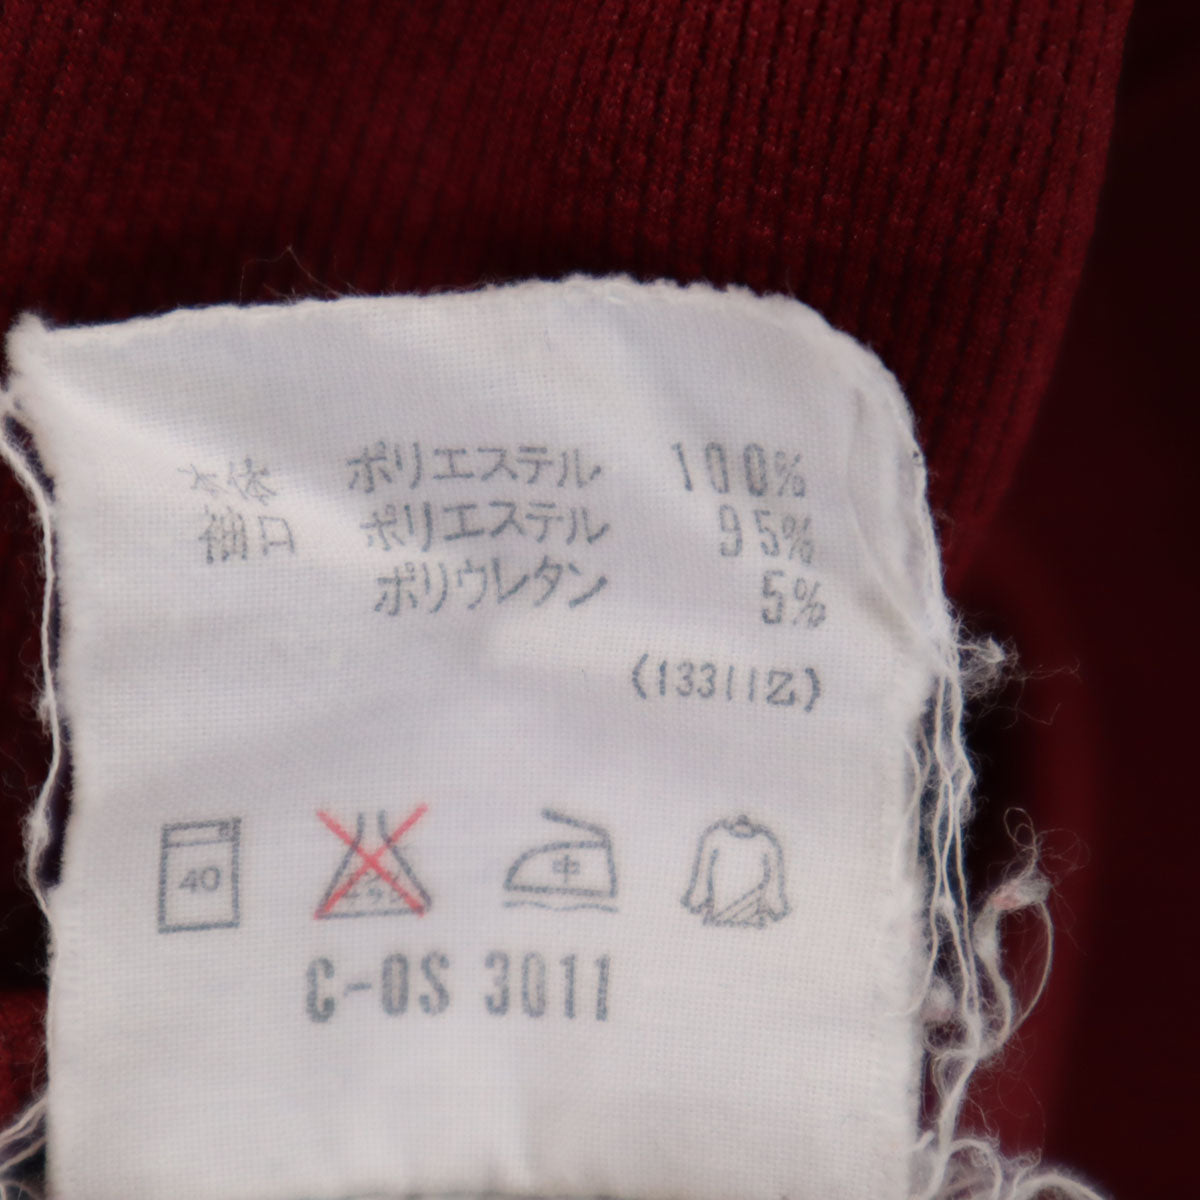 本体 ポリエステル 100%
袖口 ポリエステル 95%
ポリウレタン 5%
(13311Z)
40 中
C-OS 3011